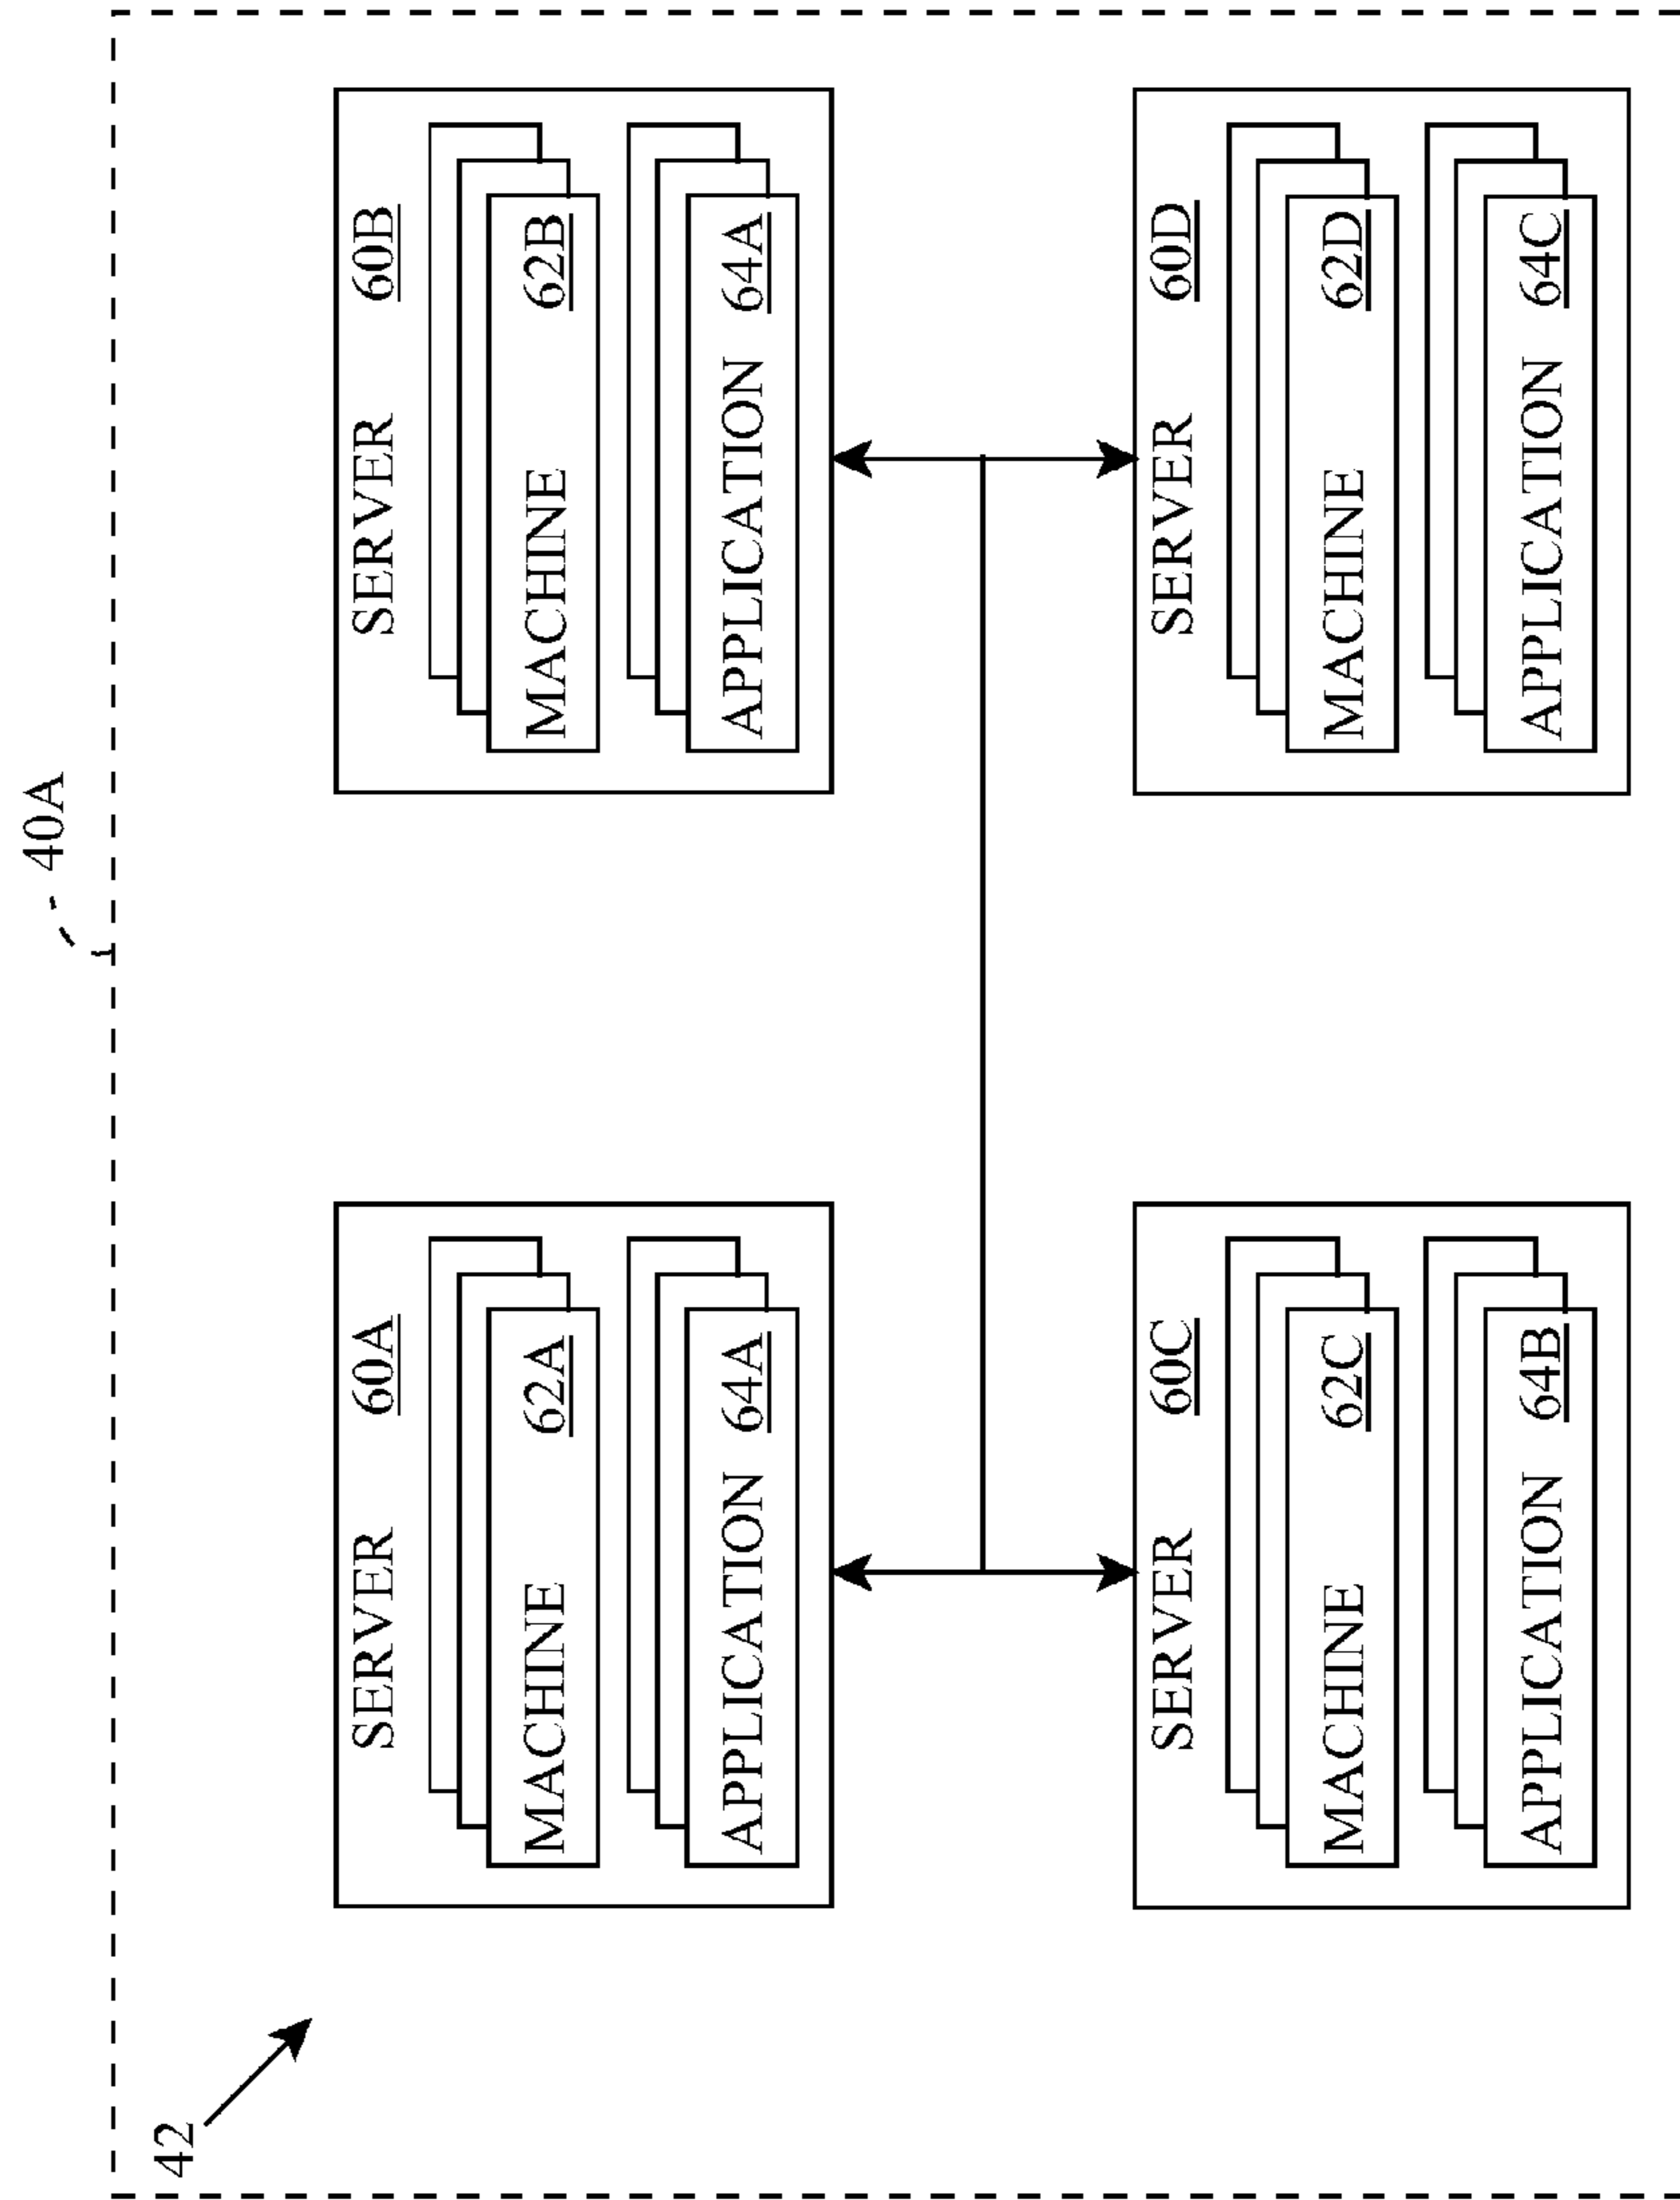 40A
42
SERVER 60A
MACHINE 62A
APPLICATION 64A
SERVER 60B
MACHINE 62B
APPLICATION 64A
SERVER 60C
MACHINE 62C
APPLICATION 64B
SERVER 60D
MACHINE 62D
APPLICATION 64C